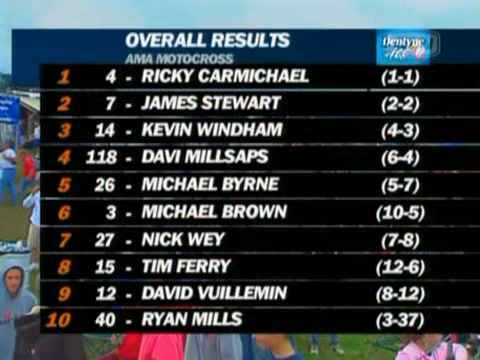 OVERALL RESULTS
AMA MOTOCROSS
Dentyne
ICE
1 4 - RICKY CARMICHAEL (1-1)
2 7 - JAMES STEWART (2-2)
3 14 - KEVIN WINDHAM (4-3)
4 118 - DAVI MILLSAPS (6-4)
5 26 - MICHAEL BYRNE (5-7)
6 3 - MICHAEL BROWN (10-5)
7 27 - NICK WEY (7-8)
8 15 - TIM FERRY (12-6)
9 12 - DAVID VUILLEMIN (8-12)
10 40 - RYAN MILLS (3-37)